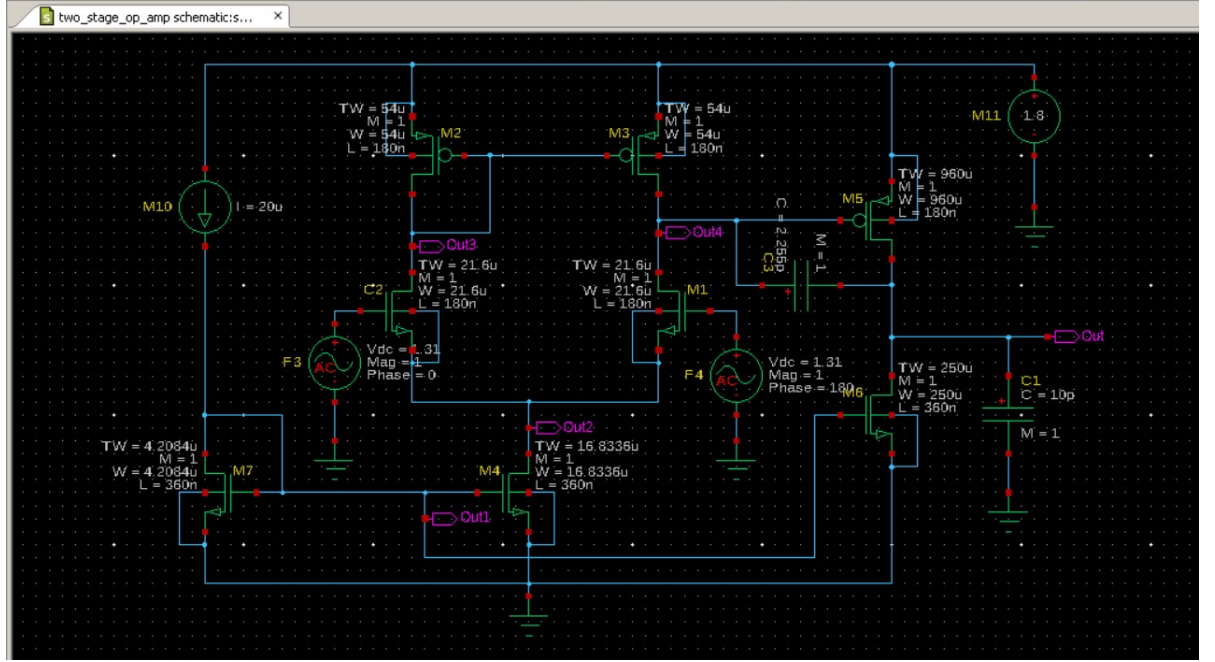 two_stage_op_amp schematic:s... ×
TW = 54u
M = 1
W = 54u
L = 180n
M2
M3
TW = 54u
M = 1
W = 54u
L = 180n
M11
1.8
M10
I = 20u
M5
TW = 960u
M = 1
W = 960u
L = 180n
Out3
Out4
C = 2.255p
C3
M = 1
C2
TW = 21.6u
M = 1
W = 21.6u
L = 180n
TW = 21.6u
M = 1
W = 21.6u
L = 180n
M1
F3
AC
Vdc = 1.31
Mag = 1
Phase = 0
F4
AC
Vdc = 1.31
Mag = 1
Phase = 180
Out
M6
TW = 250u
M = 1
W = 250u
L = 360n
C1
C = 10p
M = 1
Out2
TW = 4.2084u
M = 1
W = 4.2084u
L = 360n
M7
M4
TW = 16.8336u
M = 1
W = 16.8336u
L = 360n
Out1